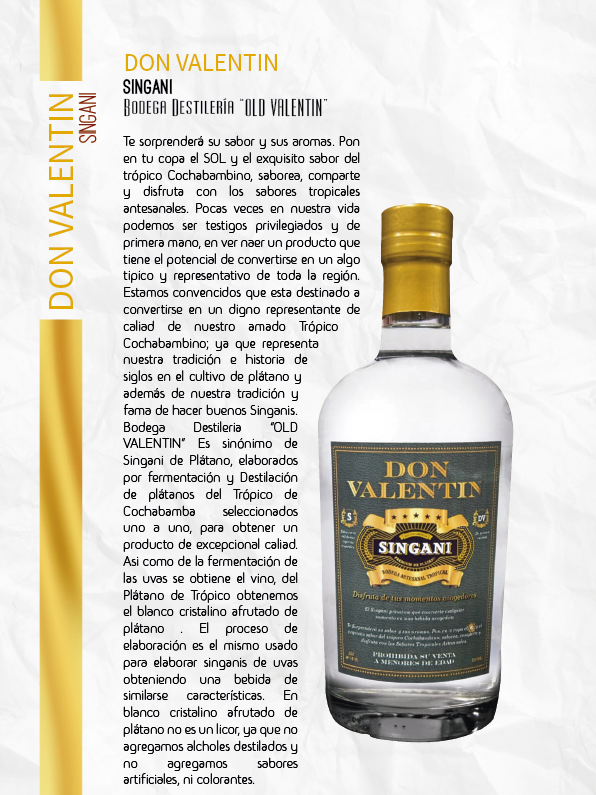 DON VALENTIN
SINGANI
DON VALENTIN
SINGANI
BODEGA DESTILERÍA "OLD VALENTIN"
Te sorprenderá su sabor y sus aromas. Pon
en tu copa el SOL y el exquisito sabor del
trópico Cochabambino, saborea, comparte
y disfruta con los sabores tropicales
antesanales. Pocas veces en nuestra vida
podemos ser testigos privilegiados y de
primera mano, en ver naer un producto que
tiene el potencial de convertirse en un algo
tipico y representativo de toda la región.
Estamos convencidos que esta destinado a
convertirse en un digno representante de
caliad de nuestro amado Trópico
Cochabambino; ya que representa
nuestra tradición e historia de
siglos en el cultivo de plátano y
además de nuestra tradición y
fama de hacer buenos Singanis.
Bodega Destileria "OLD
VALENTIN" Es sinónimo de
Singani de Plátano, elaborados
por fermentación y Destilación
de plátanos del Trópico de
Cochabamba seleccionados
uno a uno, para obtener un
producto de excepcional caliad.
Asi como de la fermentación de
las uvas se obtiene el vino, del
Plátano de Trópico obtenemos
el blanco cristalino afrutado de
plátano . El proceso de
elaboración es el mismo usado
para elaborar singanis de uvas
obteniendo una bebida de
similarse características. En
blanco cristalino afrutado de
plátano no es un licor, ya que no
agregamos alcholes destilados y
no agregamos sabores
artificiales, ni colorantes.
DON
VALENTIN
S
DV
SINGANI
BODEGA ARTESANAL TROPICAL
Disfruta de tus momentos acogedores
PROHIBIDA SU VENTA
A MENORES DE EDAD